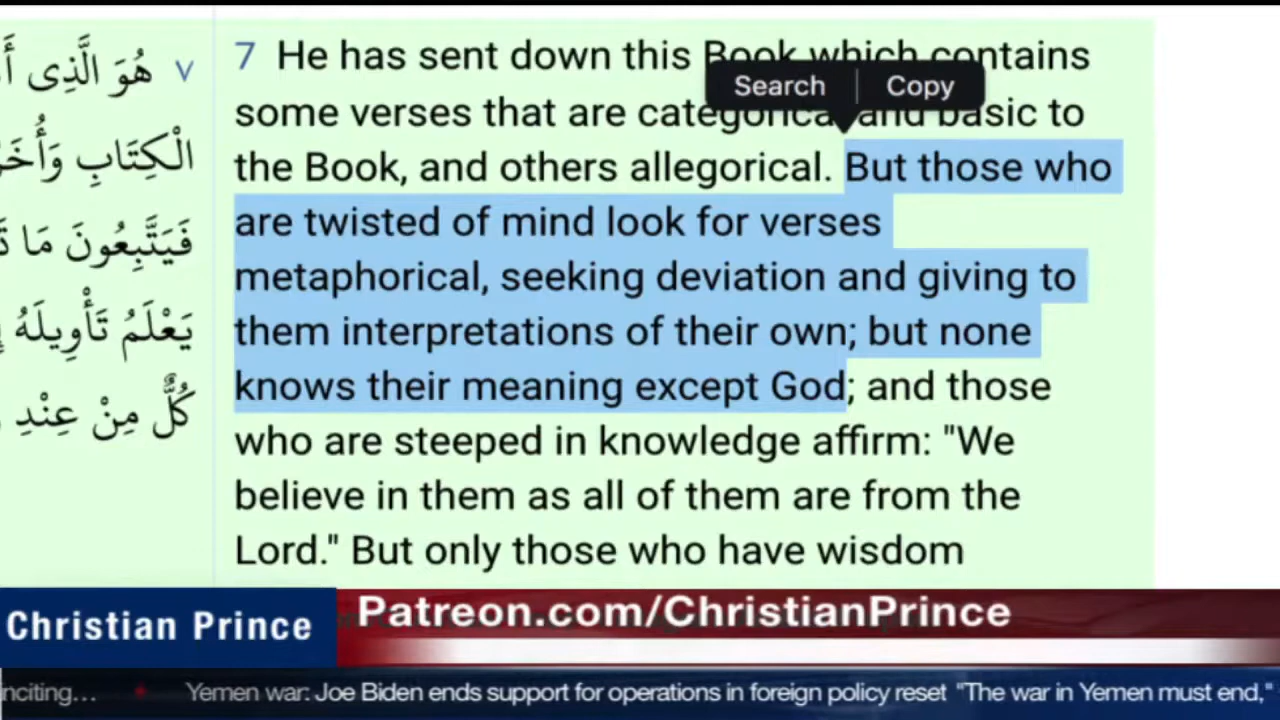 7 He has sent down this Book which contains
Search Copy
some verses that are categorical and basic to
the Book, and others allegorical. But those who
are twisted of mind look for verses
metaphorical, seeking deviation and giving to
them interpretations of their own; but none
knows their meaning except God; and those
who are steeped in knowledge affirm: "We
believe in them as all of them are from the
Lord." But only those who have wisdom
٧ هُوَ الَّذِى
الْكِتَابِ
فَيَتَّبِعُونَ مَا
يَعْلَمُ تَأْوِيلَهُ
كُلٌّ مِنْ عِنْدِ
Christian Prince
Patreon.com/ChristianPrince
nciting... • Yemen war: Joe Biden ends support for operations in foreign policy reset "The war in Yemen must end,"